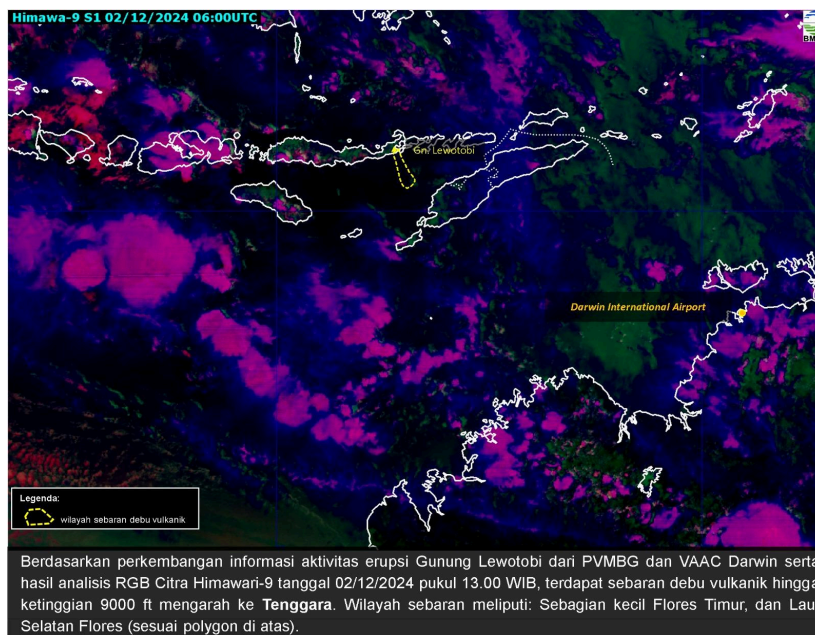 Himawa-9 S1 02/12/2024 06:00UTC
BM
Gn. Lewotobi
Darwin International Airport
Legenda:
wilayah sebaran debu vulkanik
Berdasarkan perkembangan informasi aktivitas erupsi Gunung Lewotobi dari PVMBG dan VAAC Darwin serta
hasil analisis RGB Citra Himawari-9 tanggal 02/12/2024 pukul 13.00 WIB, terdapat sebaran debu vulkanik hingga
ketinggian 9000 ft mengarah ke Tenggara. Wilayah sebaran meliputi: Sebagian kecil Flores Timur, dan Lau
Selatan Flores (sesuai polygon di atas).